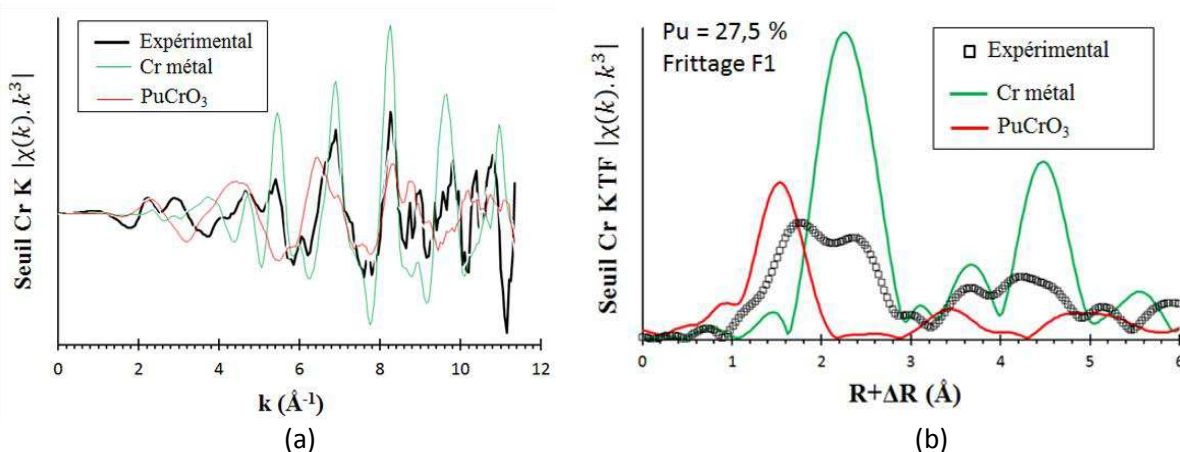 Seuil Cr K |χ(k).k³|
Expérimental
Cr métal
PuCrO₃
0 2 4 6 8 10 12
k (Å⁻¹)
(a)
Seuil Cr K TF |χ(k).k³|
Pu = 27,5 %
Frittage F1
Expérimental
Cr métal
PuCrO₃
0 1 2 3 4 5 6
R+ΔR (Å)
(b)